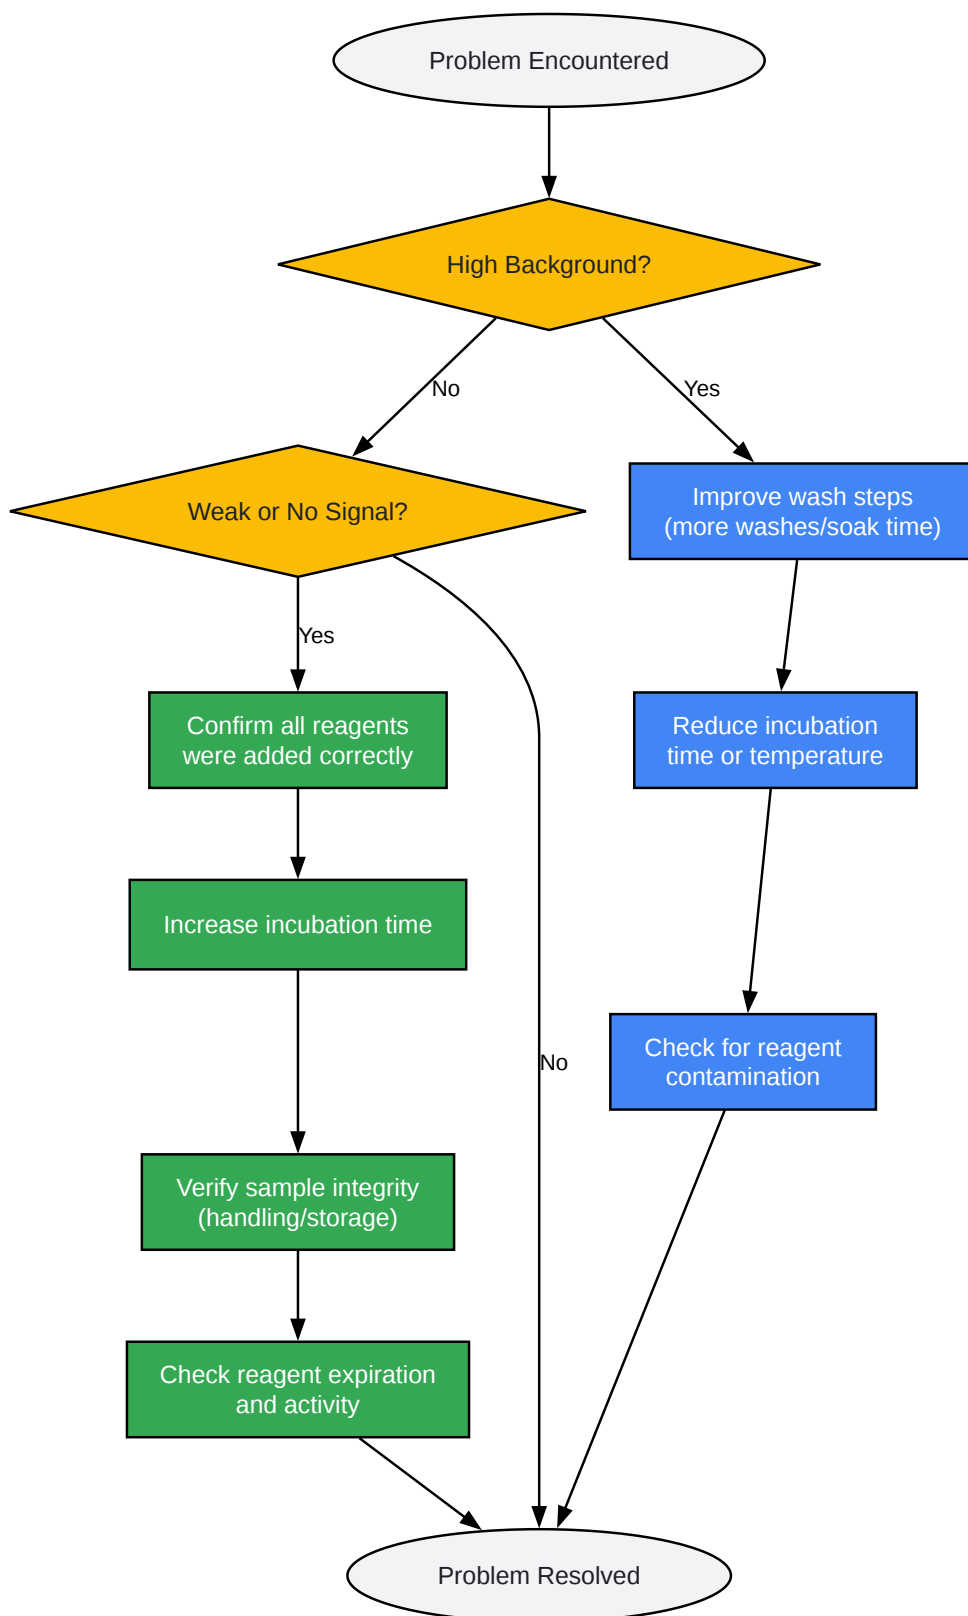 Problem Encountered
High Background?
No
Yes
Weak or No Signal?
Improve wash steps
(more washes/soak time)
Yes
Confirm all reagents
were added correctly
Reduce incubation
time or temperature
Increase incubation time
No
Check for reagent
contamination
Verify sample integrity
(handling/storage)
Check reagent expiration
and activity
Problem Resolved